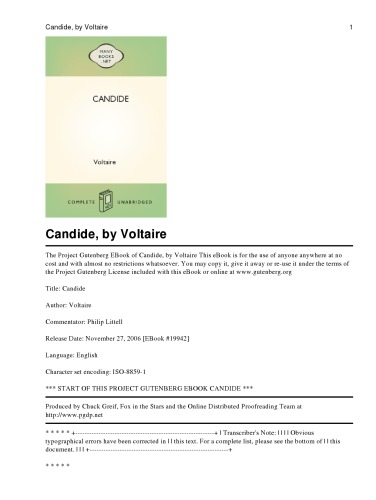 Candide, by Voltaire 1
MANY
BOOKS
NET
CANDIDE
Voltaire
COMPLETE UNABRIDGED
Candide, by Voltaire
The Project Gutenberg EBook of Candide, by Voltaire This eBook is for the use of anyone anywhere at no
cost and with almost no restrictions whatsoever. You may copy it, give it away or re-use it under the terms of
the Project Gutenberg License included with this eBook or online at www.gutenberg.org
Title: Candide
Author: Voltaire
Commentator: Philip Littell
Release Date: November 27, 2006 [EBook #19942]
Language: English
Character set encoding: ISO-8859-1
*** START OF THIS PROJECT GUTENBERG EBOOK CANDIDE ***
Produced by Chuck Greif, Fox in the Stars and the Online Distributed Proofreading Team at
http://www.pgdp.net
* * * * * +-----------------------------------------------------------+ | Transcriber's Note: | | | | Obvious
typographical errors have been corrected in | | this text. For a complete list, please see the bottom of | | this
document. | | | +-----------------------------------------------------------+
* * * * *